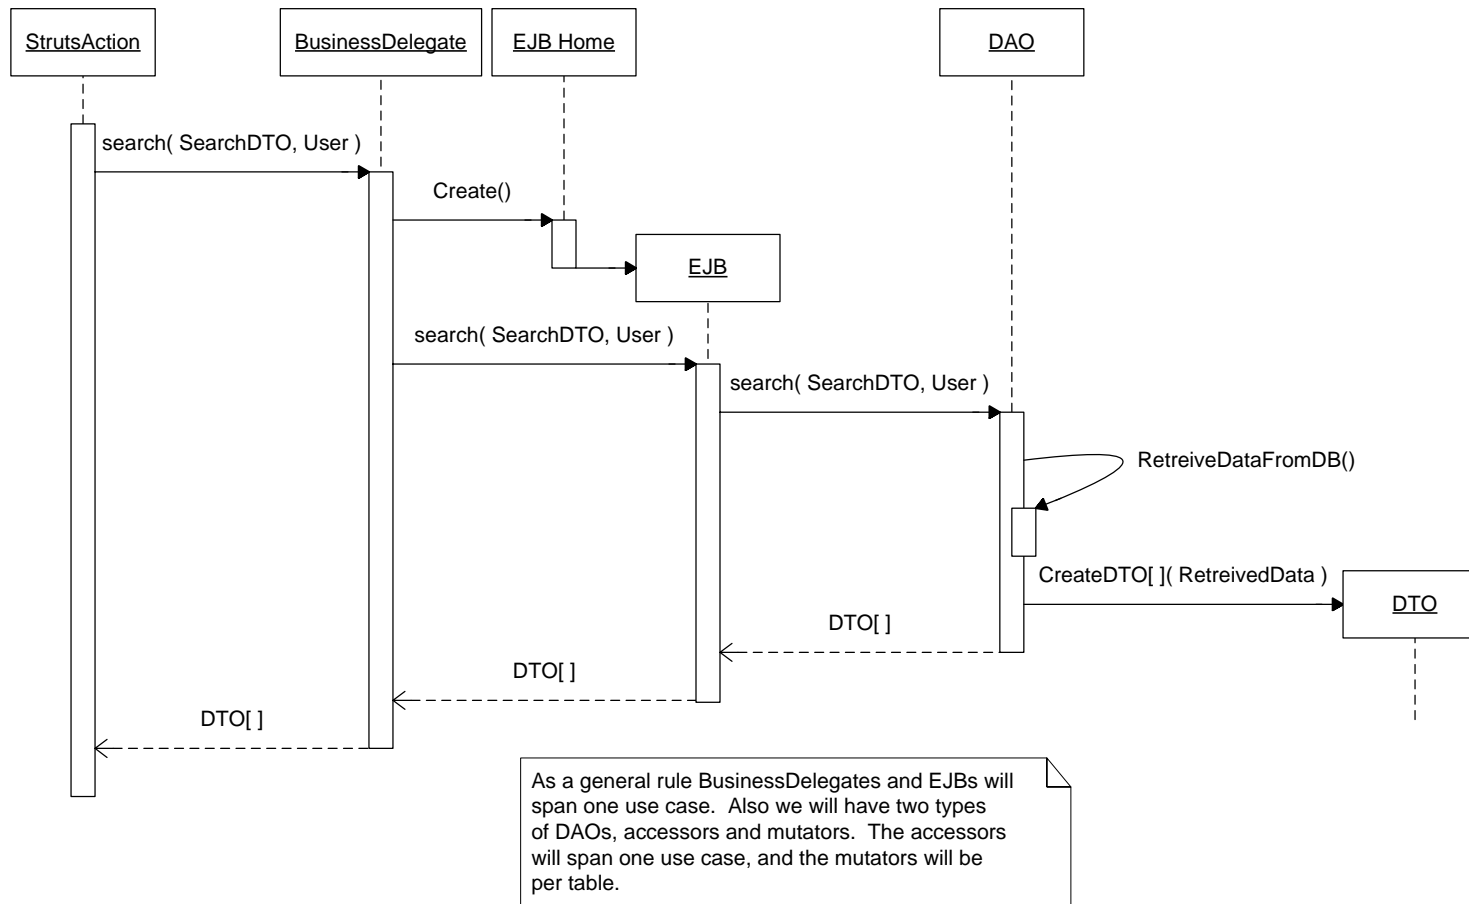 StrutsAction
BusinessDelegate
EJB Home
DAO
search( SearchDTO, User )
Create()
EJB
search( SearchDTO, User )
search( SearchDTO, User )
RetreiveDataFromDB()
CreateDTO[ ]( RetreivedData )
DTO
DTO[ ]
DTO[ ]
DTO[ ]
As a general rule BusinessDelegates and EJBs will
span one use case.  Also we will have two types
of DAOs, accessors and mutators.  The accessors
will span one use case, and the mutators will be
per table.